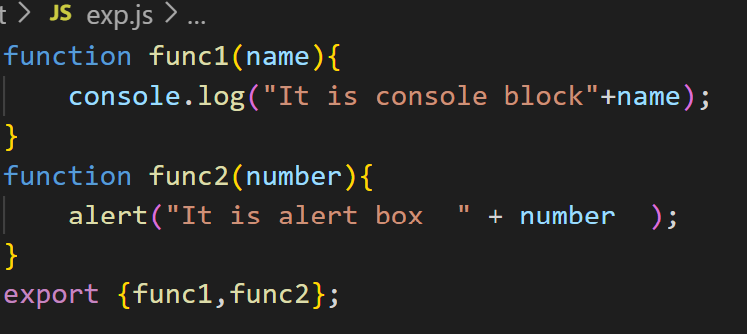 t > JS exp.js > ...
function func1(name){
    console.log("It is console block"+name);
}
function func2(number){
    alert("It is alert box  " + number  );
}
export {func1,func2};